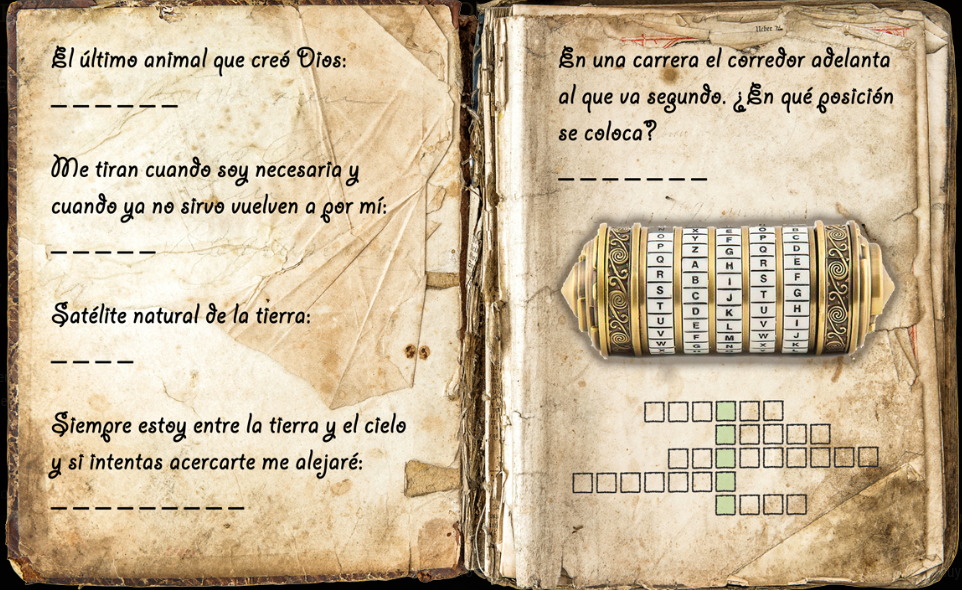 El último animal que creó Dios:
_ _ _ _ _ _
Me tiran cuando soy necesaria y
cuando ya no sirvo vuelven a por mí:
_ _ _ _ _
Satélite natural de la tierra:
_ _ _ _
Siempre estoy entre la tierra y el cielo
y si intentas acercarte me alejaré:
_ _ _ _ _ _ _ _ _
En una carrera el corredor adelanta
al que va segundo. ¿En qué posición
se coloca?
_ _ _ _ _ _ _
O X E O B
P Y F P C
Q Z G Q D
R A H R E
S B I S F
T C J T G
U D K U H
V E L V I
W F M W J
X G N X K